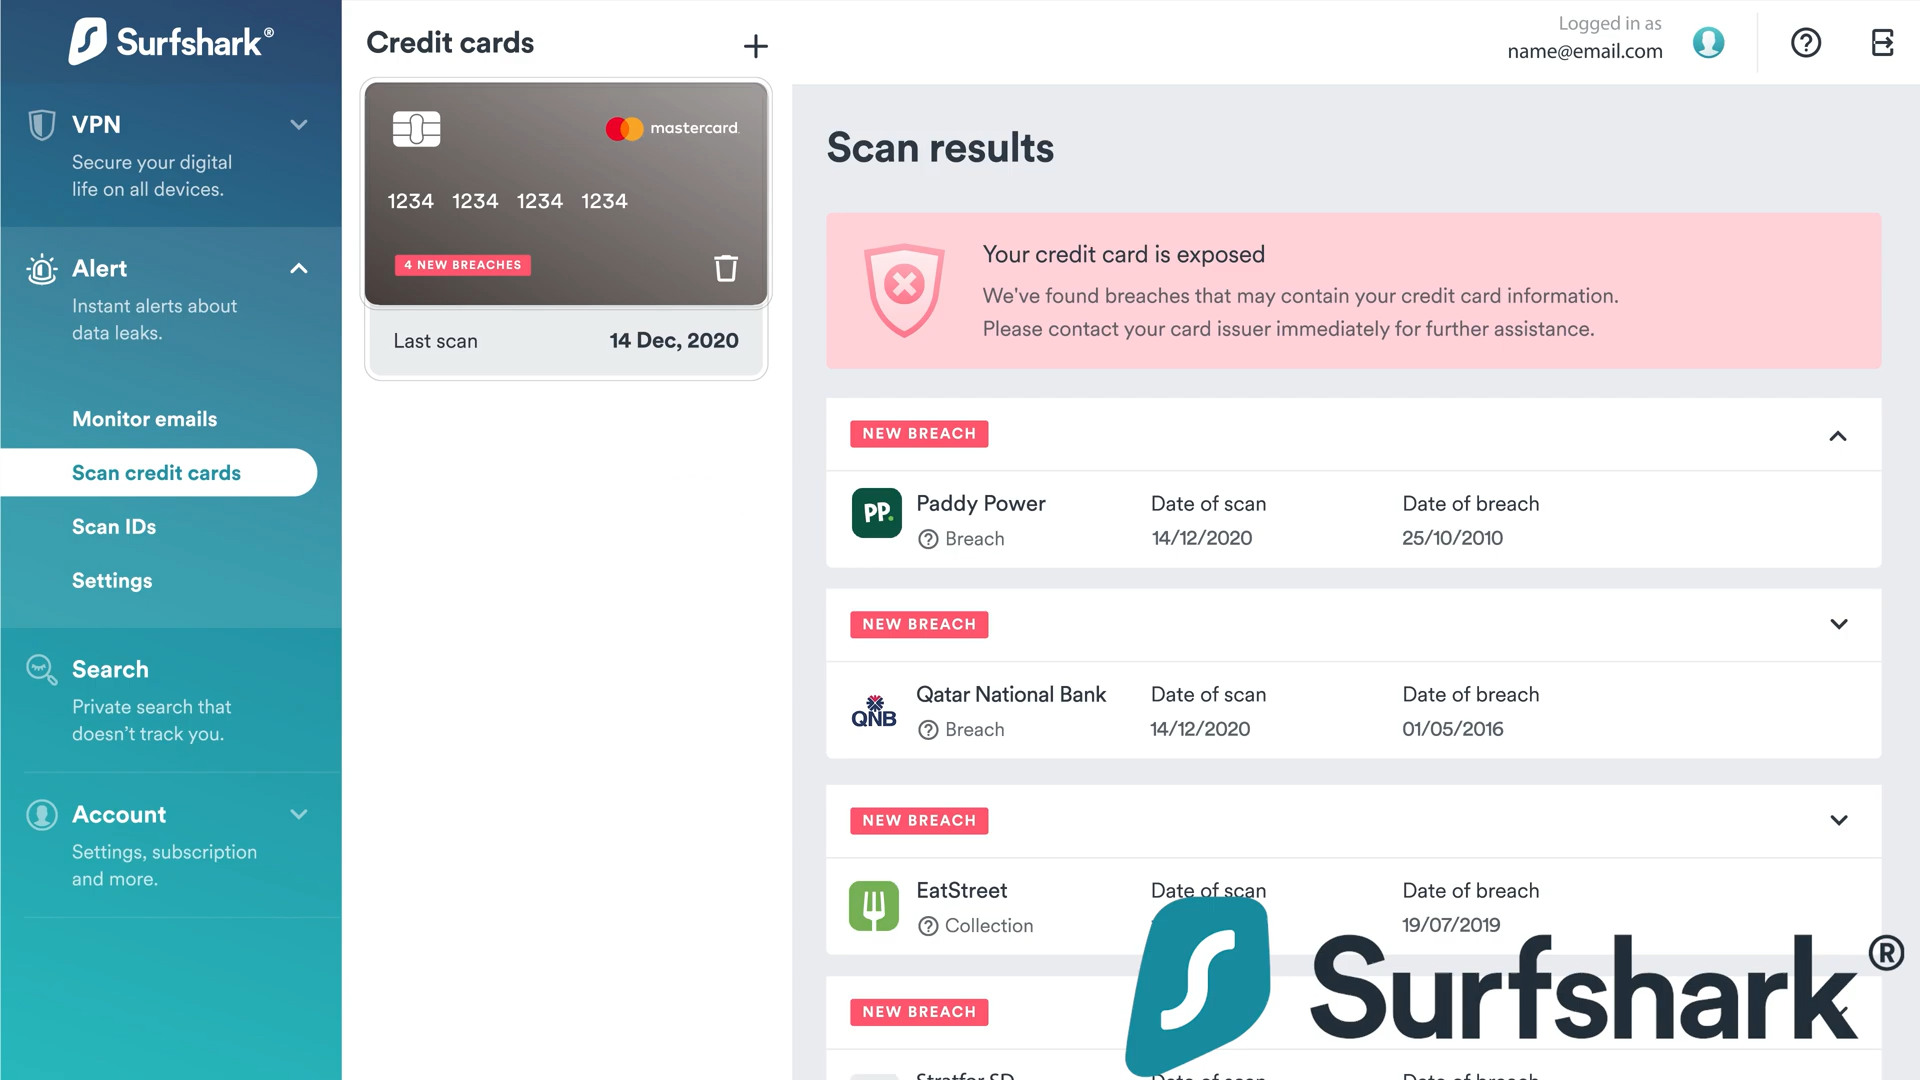 Surfshark®
VPN
Secure your digital
life on all devices.
Alert
Instant alerts about
data leaks.
Monitor emails
Scan credit cards
Scan IDs
Settings
Search
Private search that
doesn't track you.
Account
Settings, subscription
and more.
Credit cards
mastercard.
1234 1234 1234 1234
4 NEW BREACHES
Last scan 14 Dec, 2020
Logged in as
name@email.com
Scan results
Your credit card is exposed
We've found breaches that may contain your credit card information.
Please contact your card issuer immediately for further assistance.
NEW BREACH
PP.
Paddy Power Date of scan Date of breach
Breach 14/12/2020 25/10/2010
NEW BREACH
QNB
Qatar National Bank Date of scan Date of breach
Breach 14/12/2020 01/05/2016
NEW BREACH
EatStreet Date of scan Date of breach
Collection 19/07/2019
NEW BREACH
Surfshark®
Date of scan Date of breach